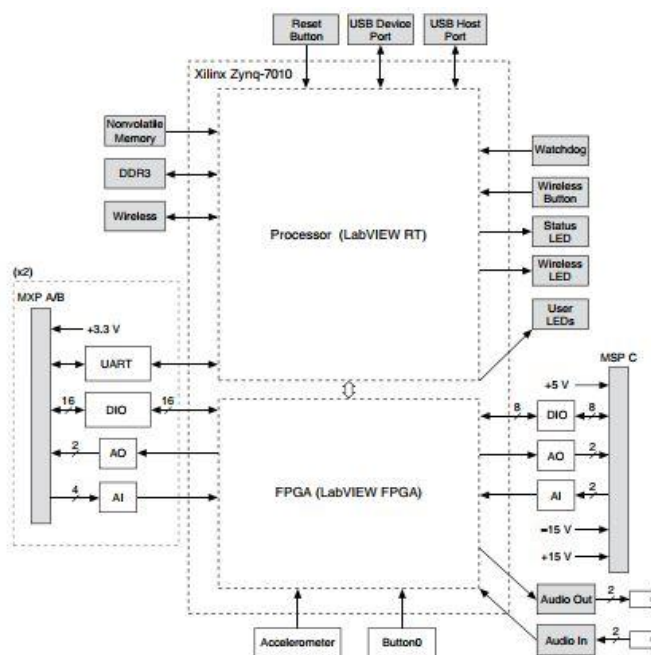 Reset
Button
USB Device
Port
USB Host
Port
Xilinx Zynq-7010
Nonvolatile
Memory
DDR3
Wireless
Processor (LabVIEW RT)
Watchdog
Wireless
Button
Status
LED
Wireless
LED
User
LEDs
(x2)
MXP A/B
+3.3 V
UART
16
DIO
16
2
AO
4
AI
FPGA (LabVIEW FPGA)
MSP C
+5 V
8
DIO
8
AO
2
AI
2
–15 V
+15 V
Audio Out
2
Audio In
2
Accelerometer
Button0